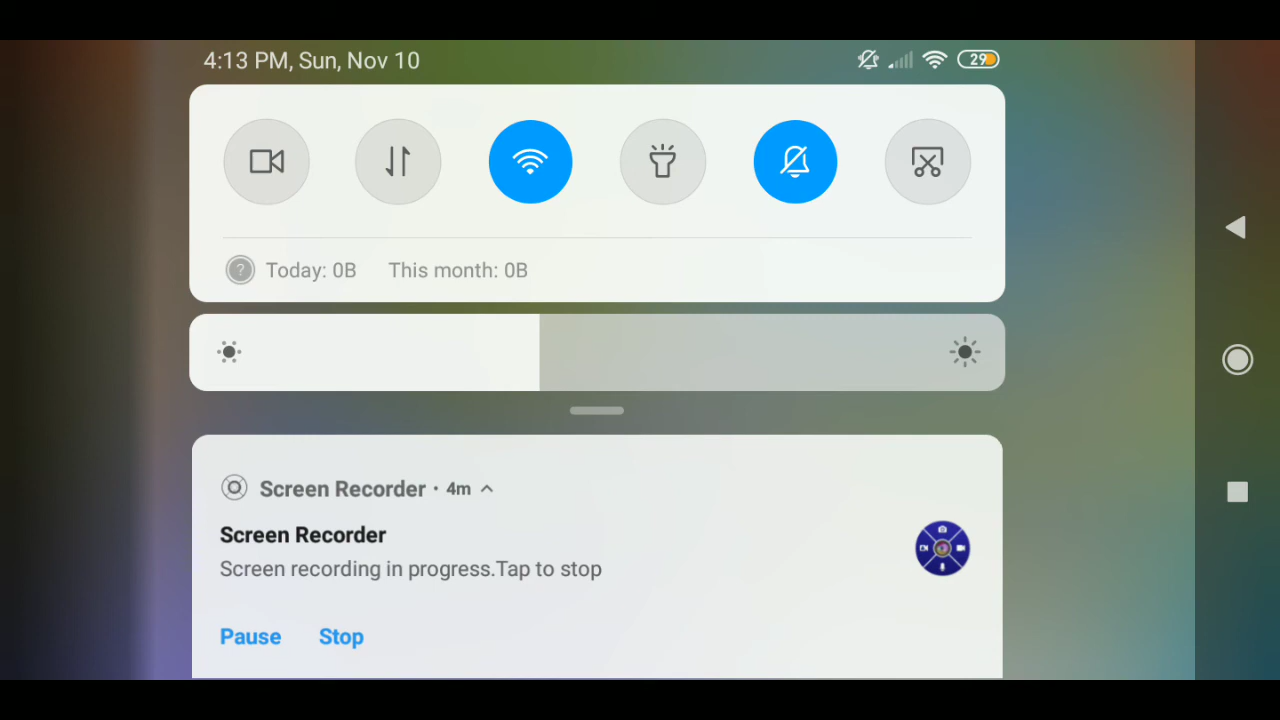 4:13 PM, Sun, Nov 10
29
Today: 0B This month: 0B
Screen Recorder · 4m
Screen Recorder
Screen recording in progress.Tap to stop
Pause Stop